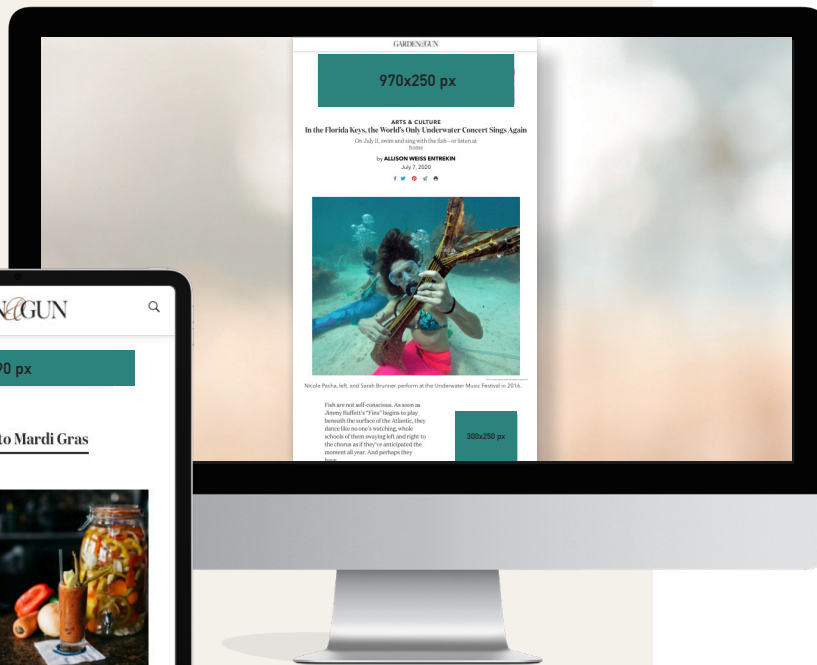 GARDEN&GUN
970x250 px
ARTS & CULTURE
In the Florida Keys, the World's Only Underwater Concert Sings Again
On July 11, swim and sing with the fish—or listen at
home
by ALLISON WEISS ENTREKIN
July 7, 2020
Nicole Pacha, left, and Sarah Brunner perform at the Underwater Music Festival in 2016.
Fish are not self-conscious. As soon as
Jimmy Buffett's "Fins" begins to play
beneath the surface of the Atlantic, they
dance like no one's watching, whole
schools of them swaying left and right to
the chorus as if they've anticipated the
moment all year. And perhaps they
have
300x250 px
N&GUN
90 px
to Mardi Gras